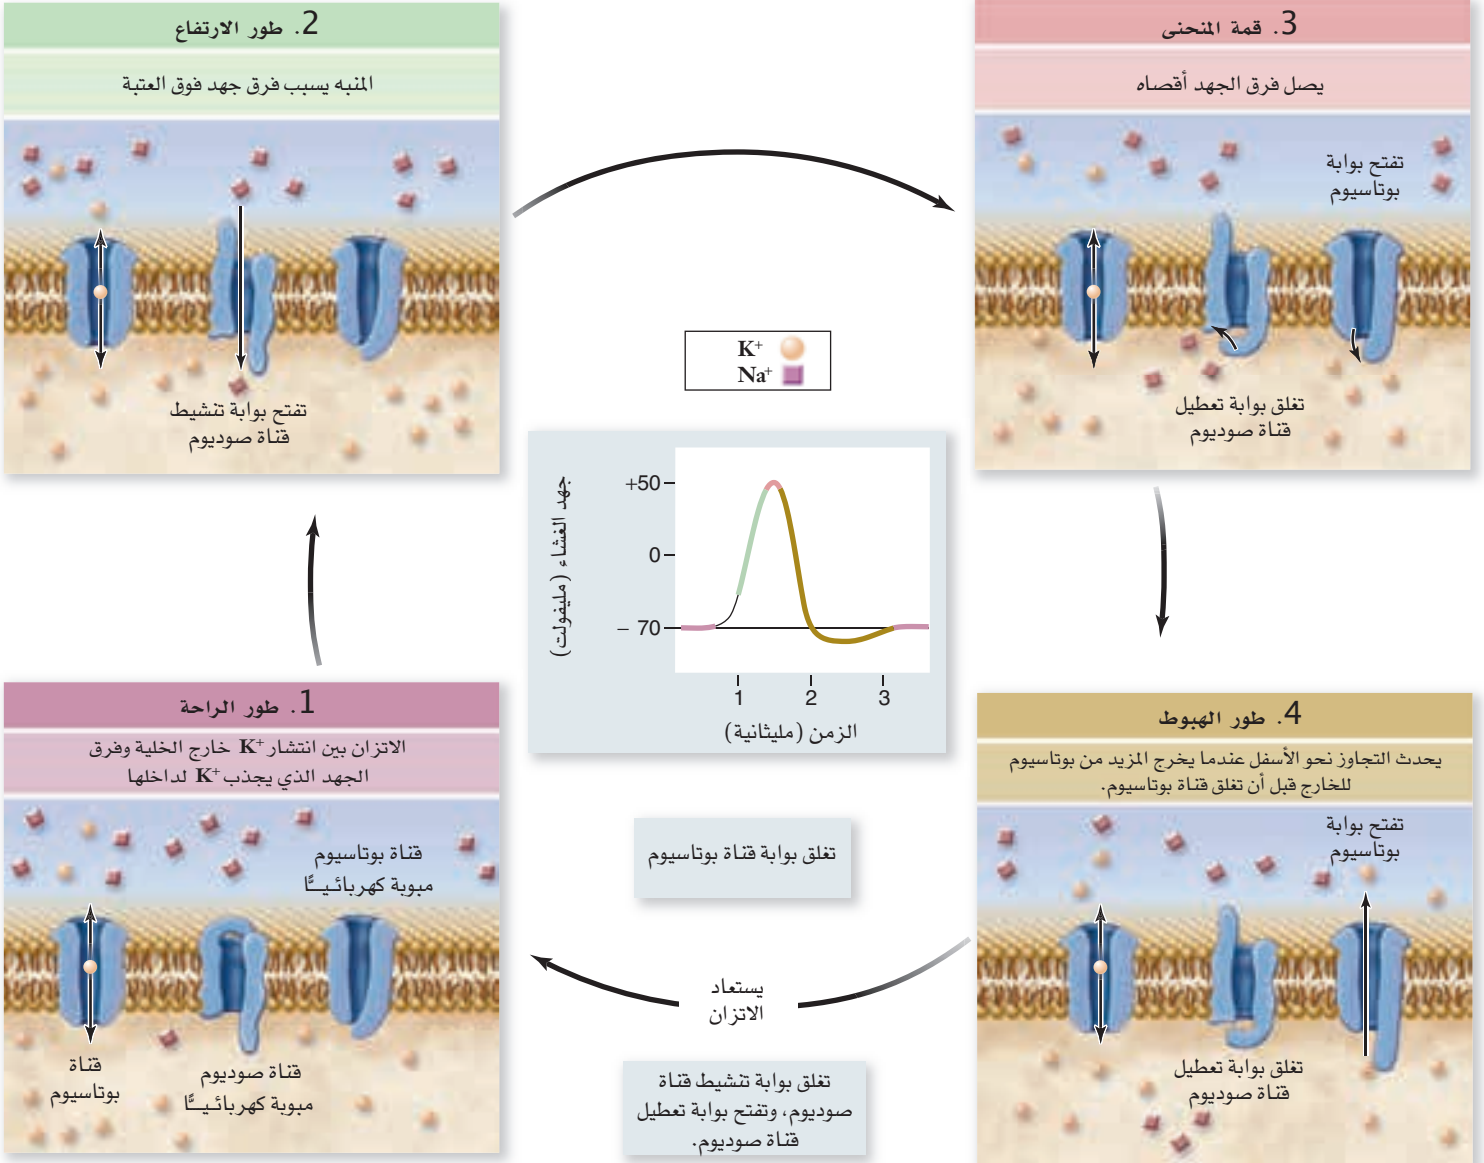 2. طور الارتفاع
المنبه يسبب فرق جهد فوق العتبة
تفتح بوابة تنشيط
قناة صوديوم
3. قمة المنحنى
يصل فرق الجهد أقصاه
تفتح بوابة
بوتاسيوم
تغلق بوابة تعطيل
قناة صوديوم
K+
Na+
جهد الغشاء (مليفولت)
+50
0
– 70
1 2 3
الزمن (مليثانية)
1. طور الراحة
الاتزان بين انتشار K+ خارج الخلية وفرق
الجهد الذي يجذب K+ لداخلها
قناة بوتاسيوم
مبوبة كهربائيًّا
قناة
بوتاسيوم
قناة صوديوم
مبوبة كهربائيًّا
4. طور الهبوط
يحدث التجاوز نحو الأسفل عندما يخرج المزيد من بوتاسيوم
للخارج قبل أن تغلق قناة بوتاسيوم.
تفتح بوابة
بوتاسيوم
تغلق بوابة تعطيل
قناة صوديوم
تغلق بوابة قناة بوتاسيوم
يستعاد
الاتزان
تغلق بوابة تنشيط قناة
صوديوم، وتفتح بوابة تعطيل
قناة صوديوم.